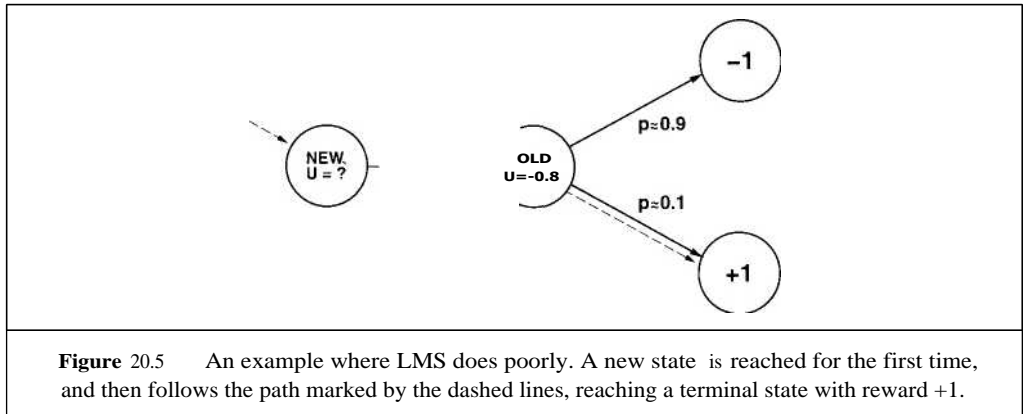 −1
p≈0.9
NEW
U = ?
OLD
U=-0.8
p≈0.1
+1
Figure 20.5 An example where LMS does poorly. A new state is reached for the first time,
and then follows the path marked by the dashed lines, reaching a terminal state with reward +1.